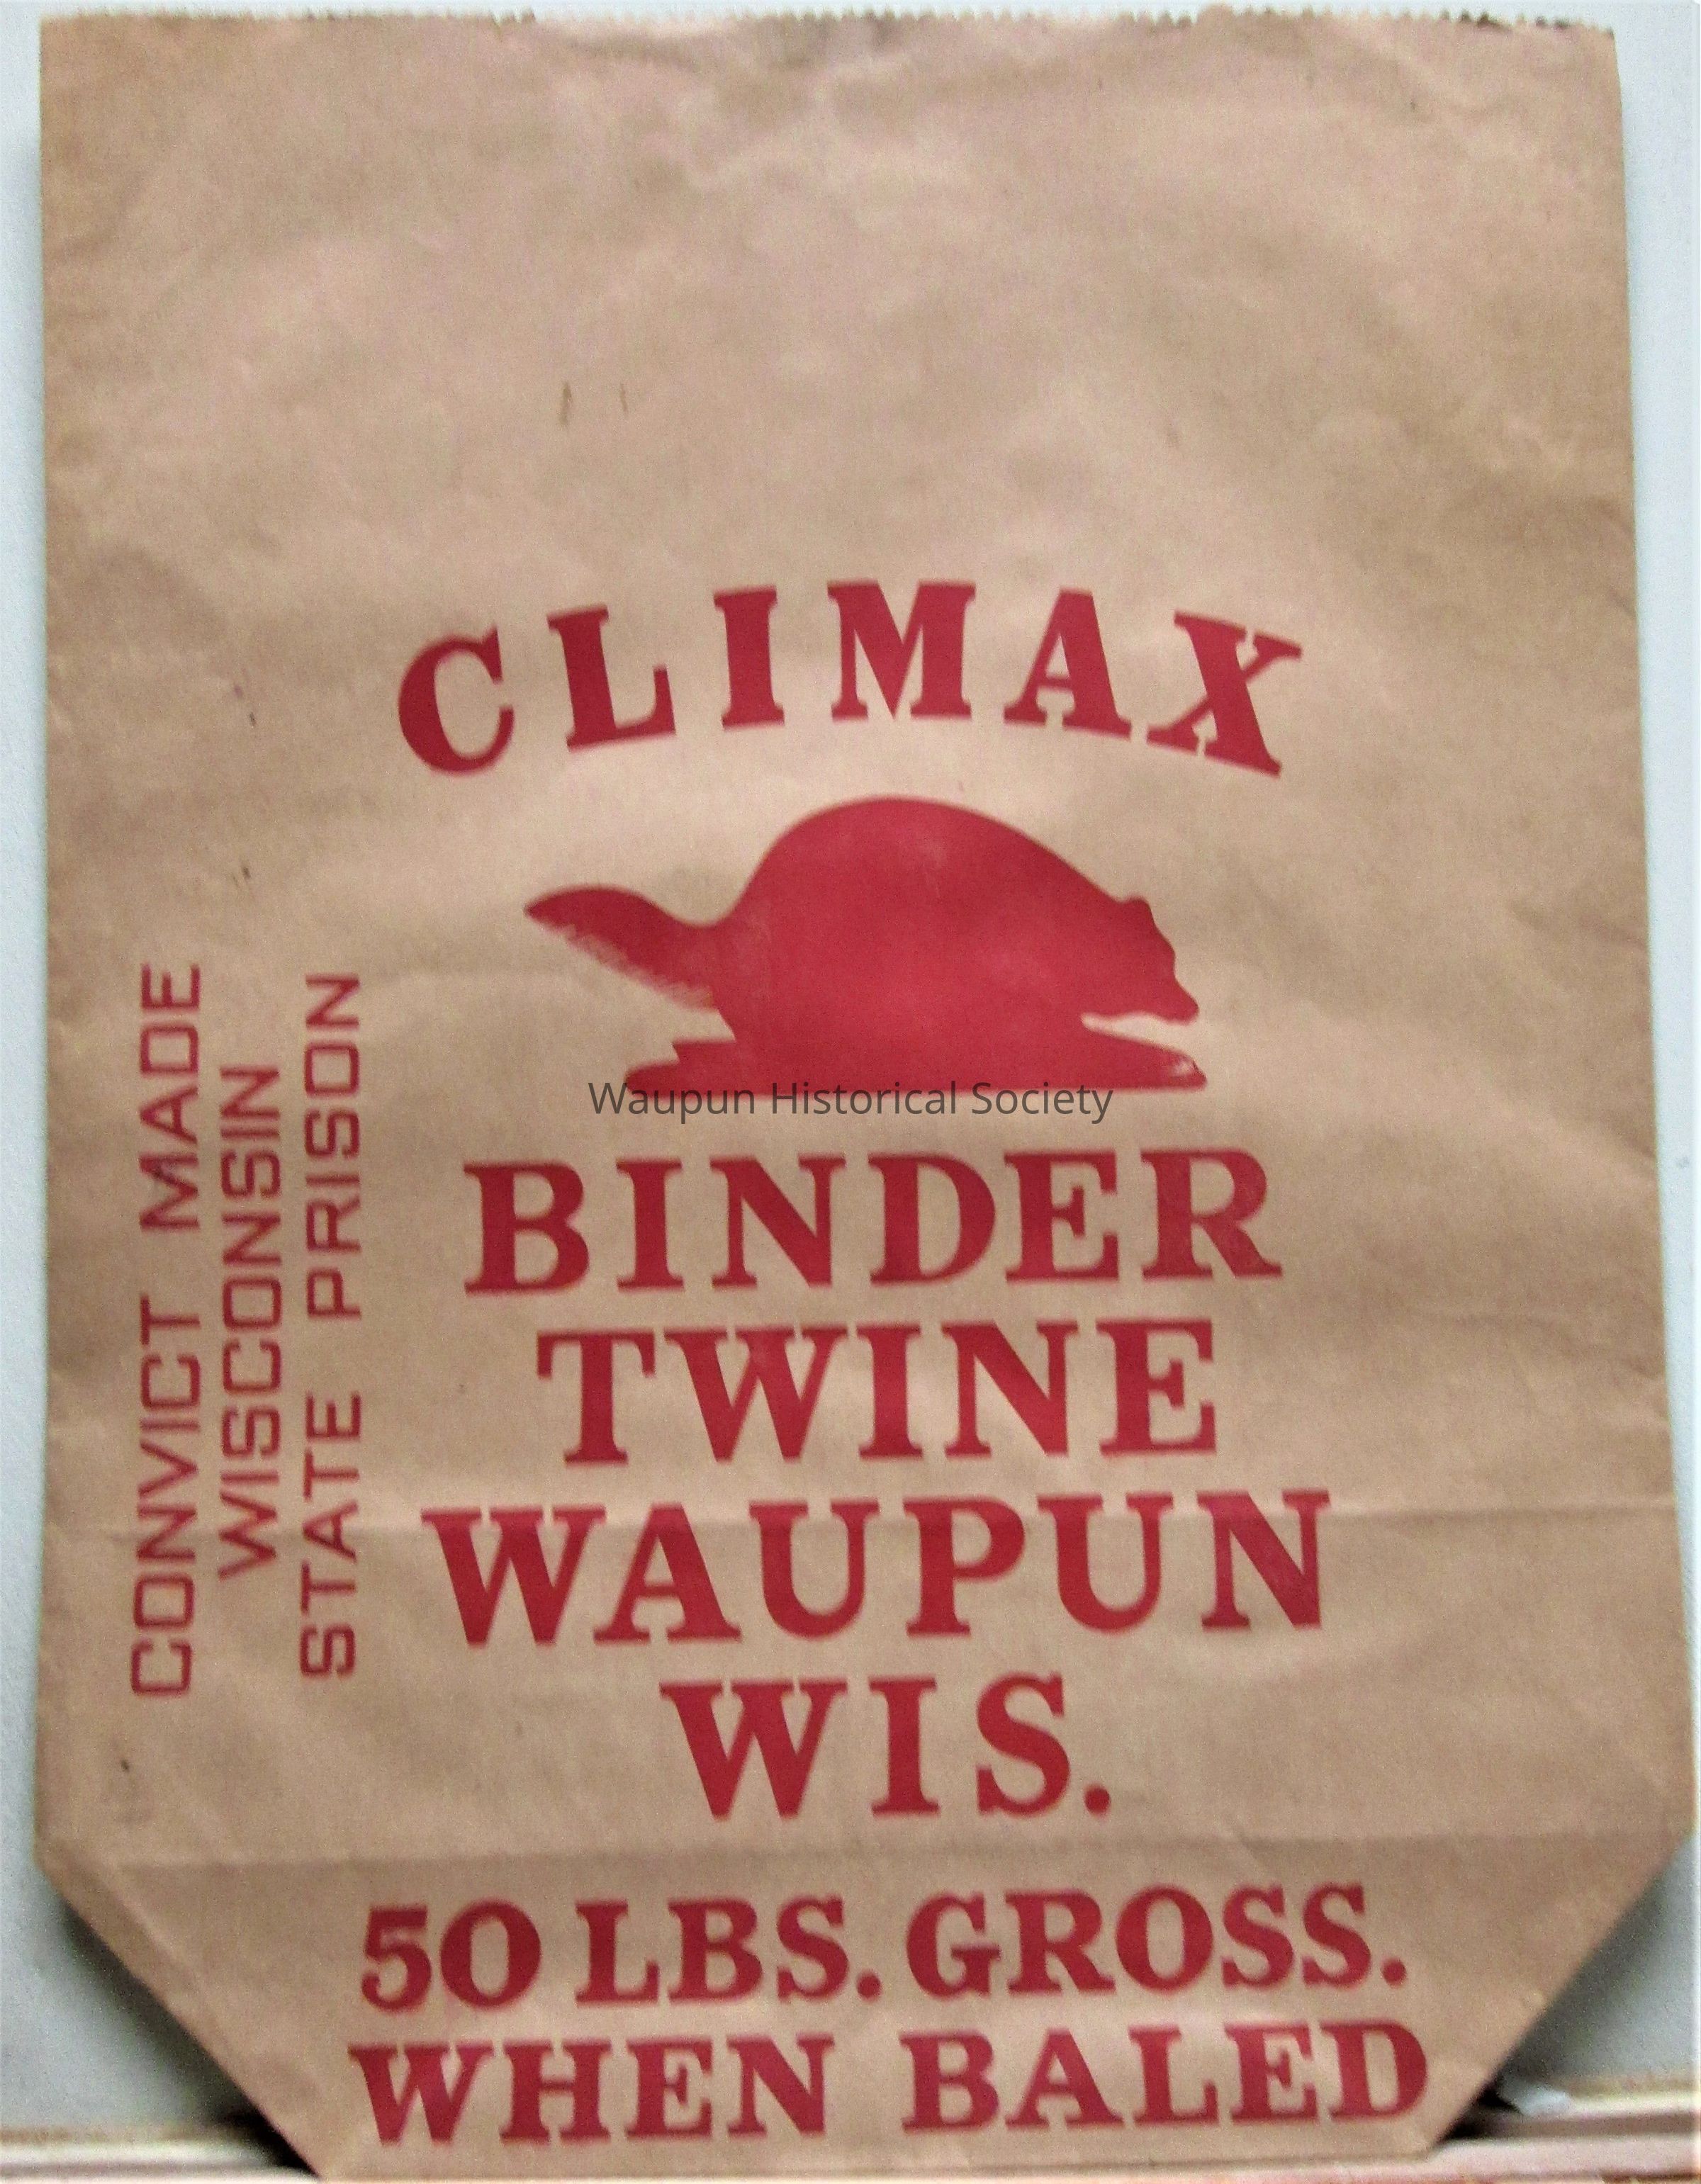 CLIMAX
CONVICT MADE
WISCONSIN
STATE PRISON
Waupun Historical Society
BINDER
TWINE
WAUPUN
WIS.
50 LBS. GROSS.
WHEN BALED